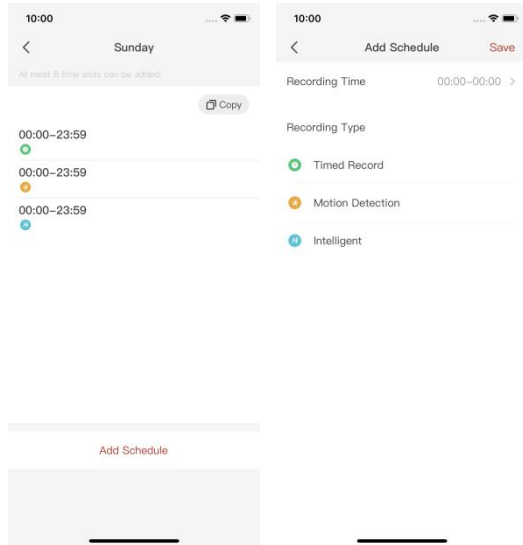 10:00
Sunday
At most 8 time slots can be added.
Copy
00:00-23:59
00:00-23:59
00:00-23:59
Add Schedule
10:00
Add Schedule
Save
Recording Time
00:00-00:00
Recording Type
Timed Record
Motion Detection
Intelligent